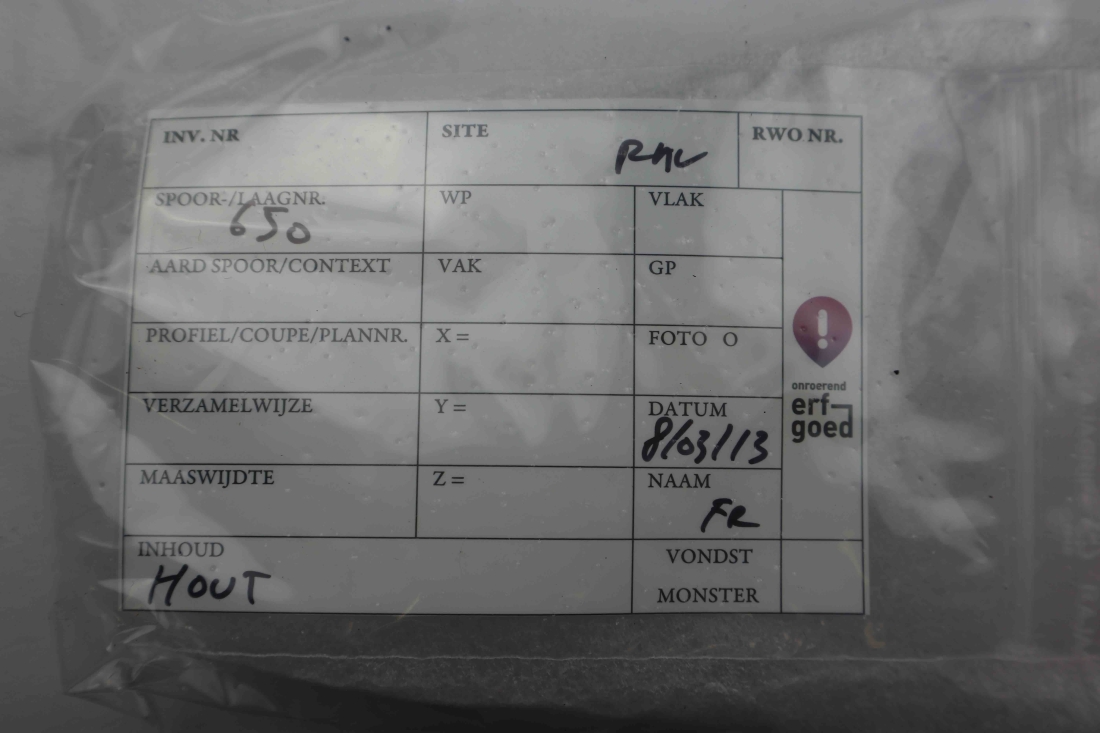 INV. NR SITE RWO NR.
SPOOR-/LAAGNR. WP VLAK
650
AARD SPOOR/CONTEXT VAK GP
PROFIEL/COUPE/PLANNR. X = FOTO O
VERZAMELWIJZE Y = DATUM
8/03/13
MAASWIJDTE Z = NAAM
FR
INHOUD VONDST
HOUT MONSTER
onroerend
erf-
goed